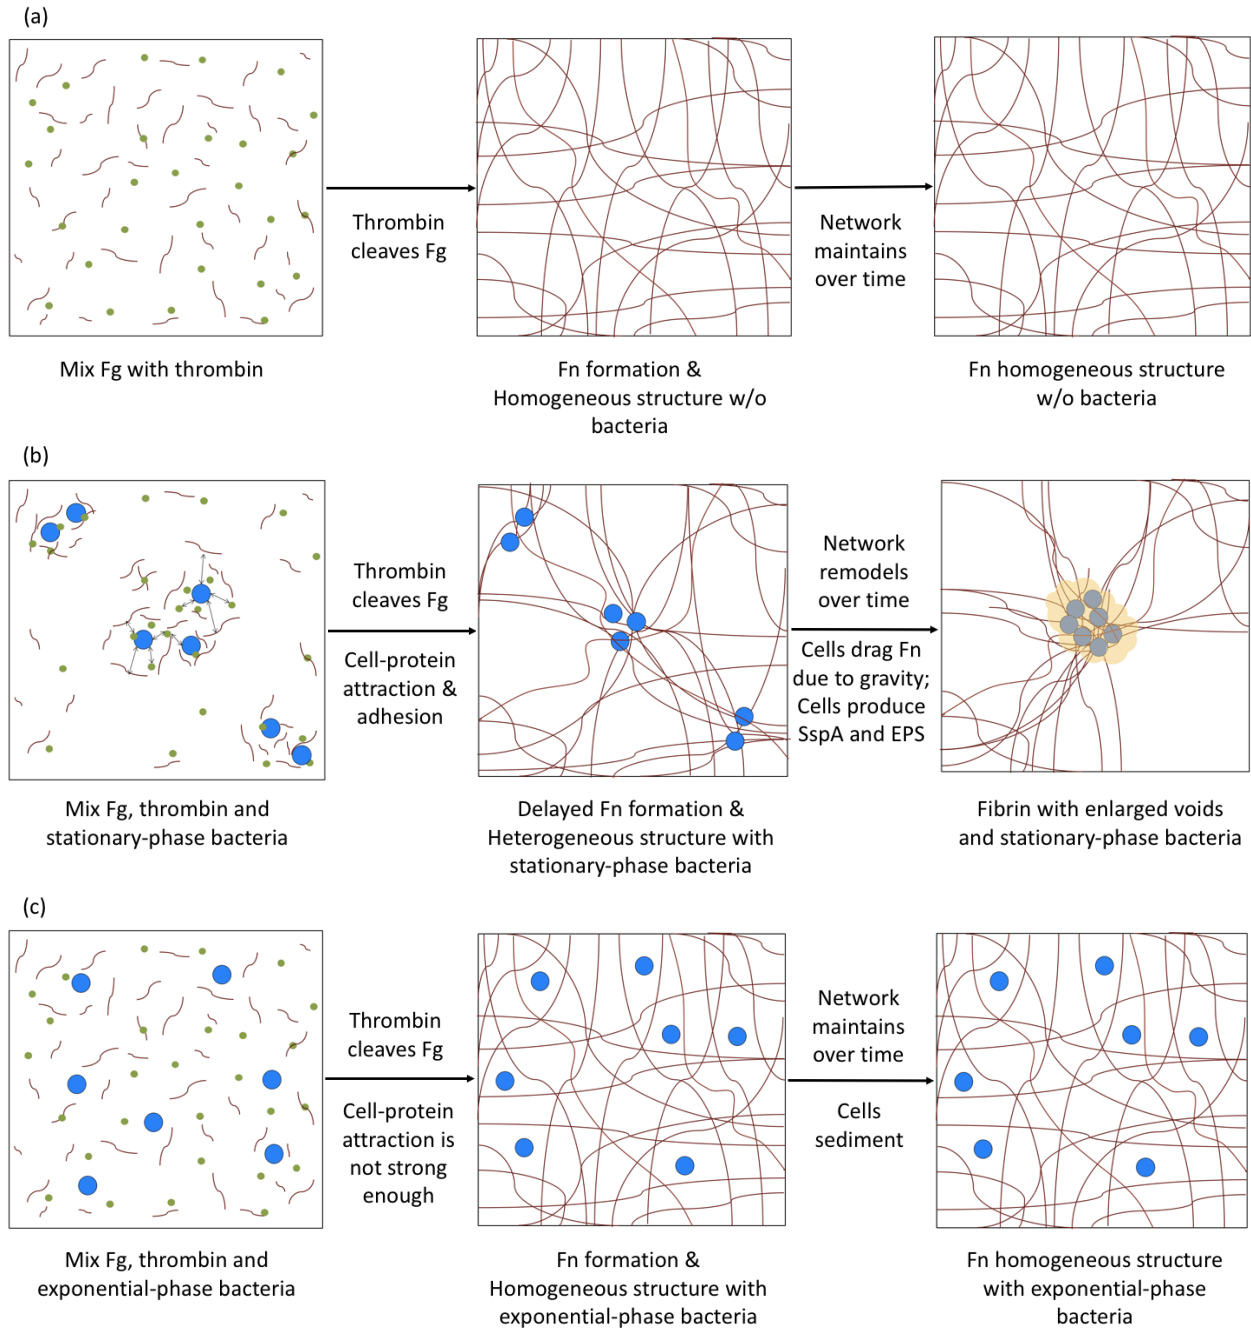 (a)
Thrombin
cleaves Fg
Network
maintains
over time
Mix Fg with thrombin
Fn formation &
Homogeneous structure w/o
bacteria
Fn homogeneous structure
w/o bacteria
(b)
Thrombin
cleaves Fg
Cell-protein
attraction &
adhesion
Network
remodels
over time
Cells drag Fn
due to gravity;
Cells produce
SspA and EPS
Mix Fg, thrombin and
stationary-phase bacteria
Delayed Fn formation &
Heterogeneous structure with
stationary-phase bacteria
Fibrin with enlarged voids
and stationary-phase bacteria
(c)
Thrombin
cleaves Fg
Cell-protein
attraction is
not strong
enough
Network
maintains
over time
Cells
sediment
Mix Fg, thrombin and
exponential-phase bacteria
Fn formation &
Homogeneous structure with
exponential-phase bacteria
Fn homogeneous structure
with exponential-phase
bacteria